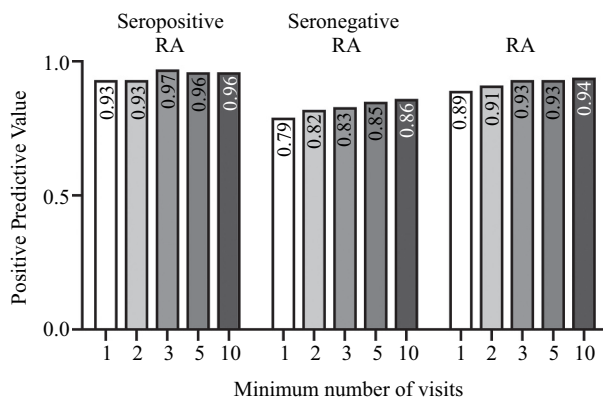 Seropositive RA
Seronegative RA
RA
Positive Predictive Value
1.0
0.5
0.0
0.93
0.93
0.97
0.96
0.96
0.79
0.82
0.83
0.85
0.86
0.89
0.91
0.93
0.93
0.94
1 2 3 5 10
1 2 3 5 10
1 2 3 5 10
Minimum number of visits